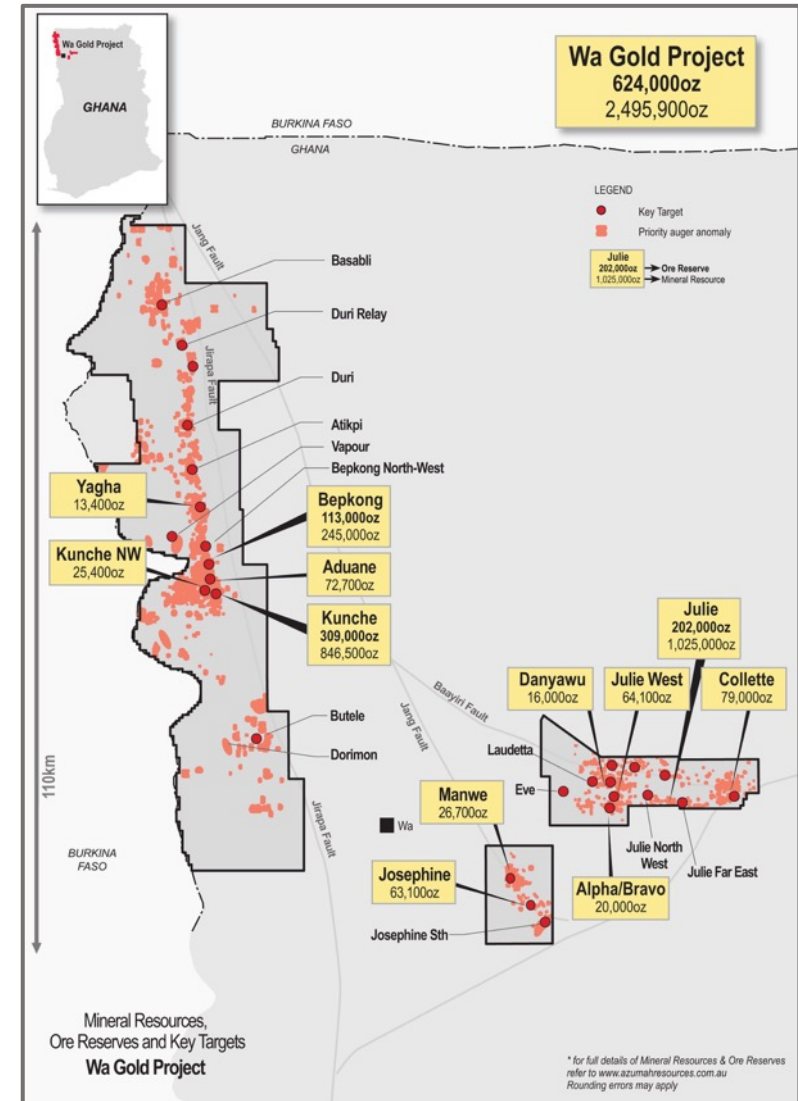 Wa Gold Project
GHANA
Wa Gold Project
624,000oz
2,495,900oz
BURKINA FASO
GHANA
LEGEND
Key Target
Priority auger anomaly
Julie
202,000oz
Ore Reserve
1,025,000oz
Mineral Resource
Jang Fault
Basabli
Duri Relay
Jirapa Fault
Duri
Atikpi
Vapour
Bepkong North-West
Yagha
13,400oz
Bepkong
113,000oz
245,000oz
Kunche NW
25,400oz
Aduane
72,700oz
Kunche
309,000oz
846,500oz
Julie
202,000oz
1,025,000oz
Danyawu
16,000oz
Julie West
64,100oz
Collette
79,000oz
Baayiri Fault
Jang Fault
Butele
Dorimon
Laudetta
Eve
110km
Manwe
26,700oz
Jirapa Fault
Wa
Julie North
West
Julie Far East
BURKINA
FASO
Josephine
63,100oz
Alpha/Bravo
20,000oz
Josephine Sth
Mineral Resources,
Ore Reserves and Key Targets
Wa Gold Project
* for full details of Mineral Resources & Ore Reserves
refer to www.azumahresources.com.au
Rounding errors may apply